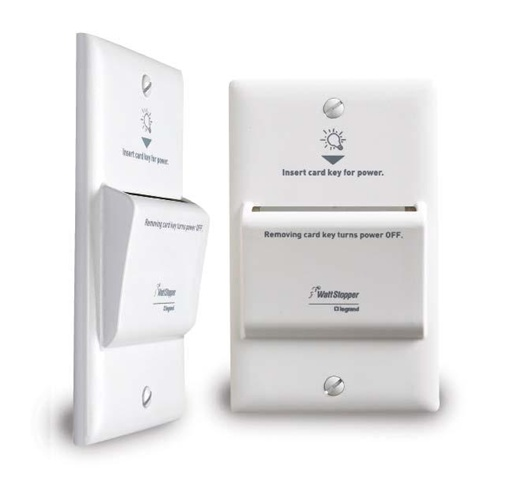 Insert card key for power.
Removing card key turns power OFF.
WattStopper
legrand
Insert card key for power.
Removing card key turns power OFF.
The WattStopper
legrand